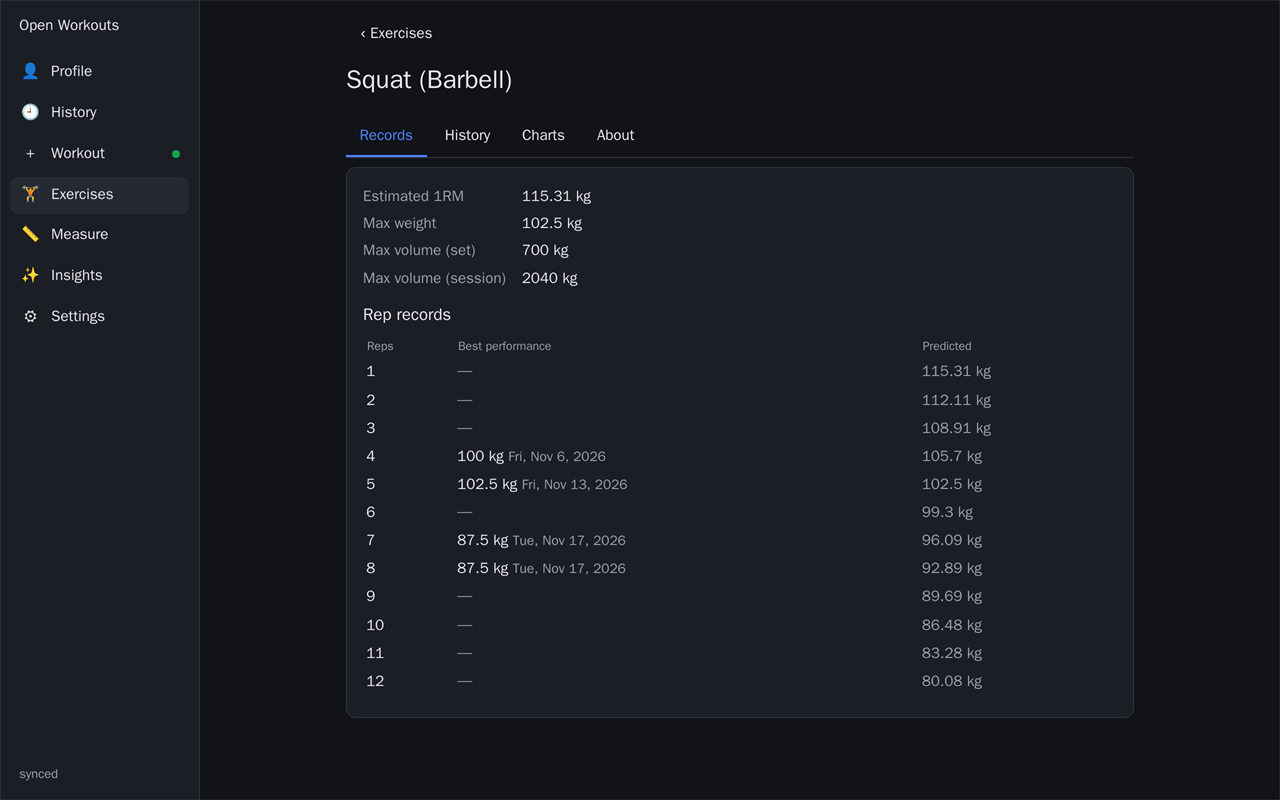 Open Workouts
Profile
History
+ Workout
Exercises
Measure
Insights
Settings
synced
‹ Exercises
Squat (Barbell)
Records History Charts About
Estimated 1RM 115.31 kg
Max weight 102.5 kg
Max volume (set) 700 kg
Max volume (session) 2040 kg
Rep records
Reps Best performance Predicted
1 — 115.31 kg
2 — 112.11 kg
3 — 108.91 kg
4 100 kg Fri, Nov 6, 2026 105.7 kg
5 102.5 kg Fri, Nov 13, 2026 102.5 kg
6 — 99.3 kg
7 87.5 kg Tue, Nov 17, 2026 96.09 kg
8 87.5 kg Tue, Nov 17, 2026 92.89 kg
9 — 89.69 kg
10 — 86.48 kg
11 — 83.28 kg
12 — 80.08 kg